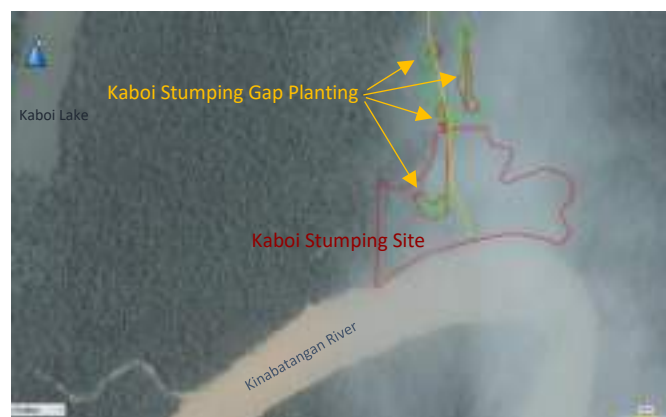 Kaboi Stumping Gap Planting
Kaboi Lake
Kaboi Stumping Site
Kinabatangan River